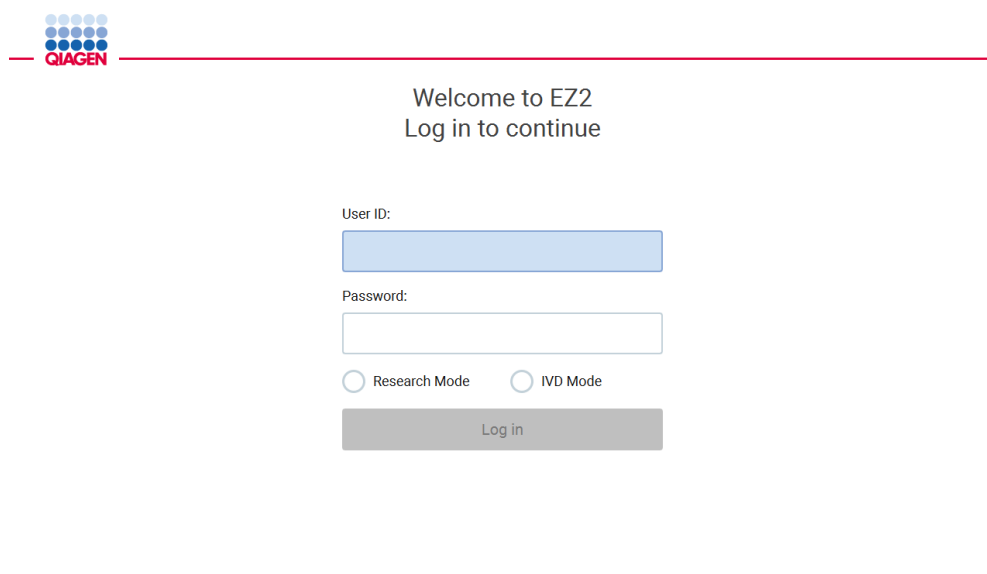 QIAGEN
Welcome to EZ2
Log in to continue
User ID:
Password:
Research Mode
IVD Mode
Log in